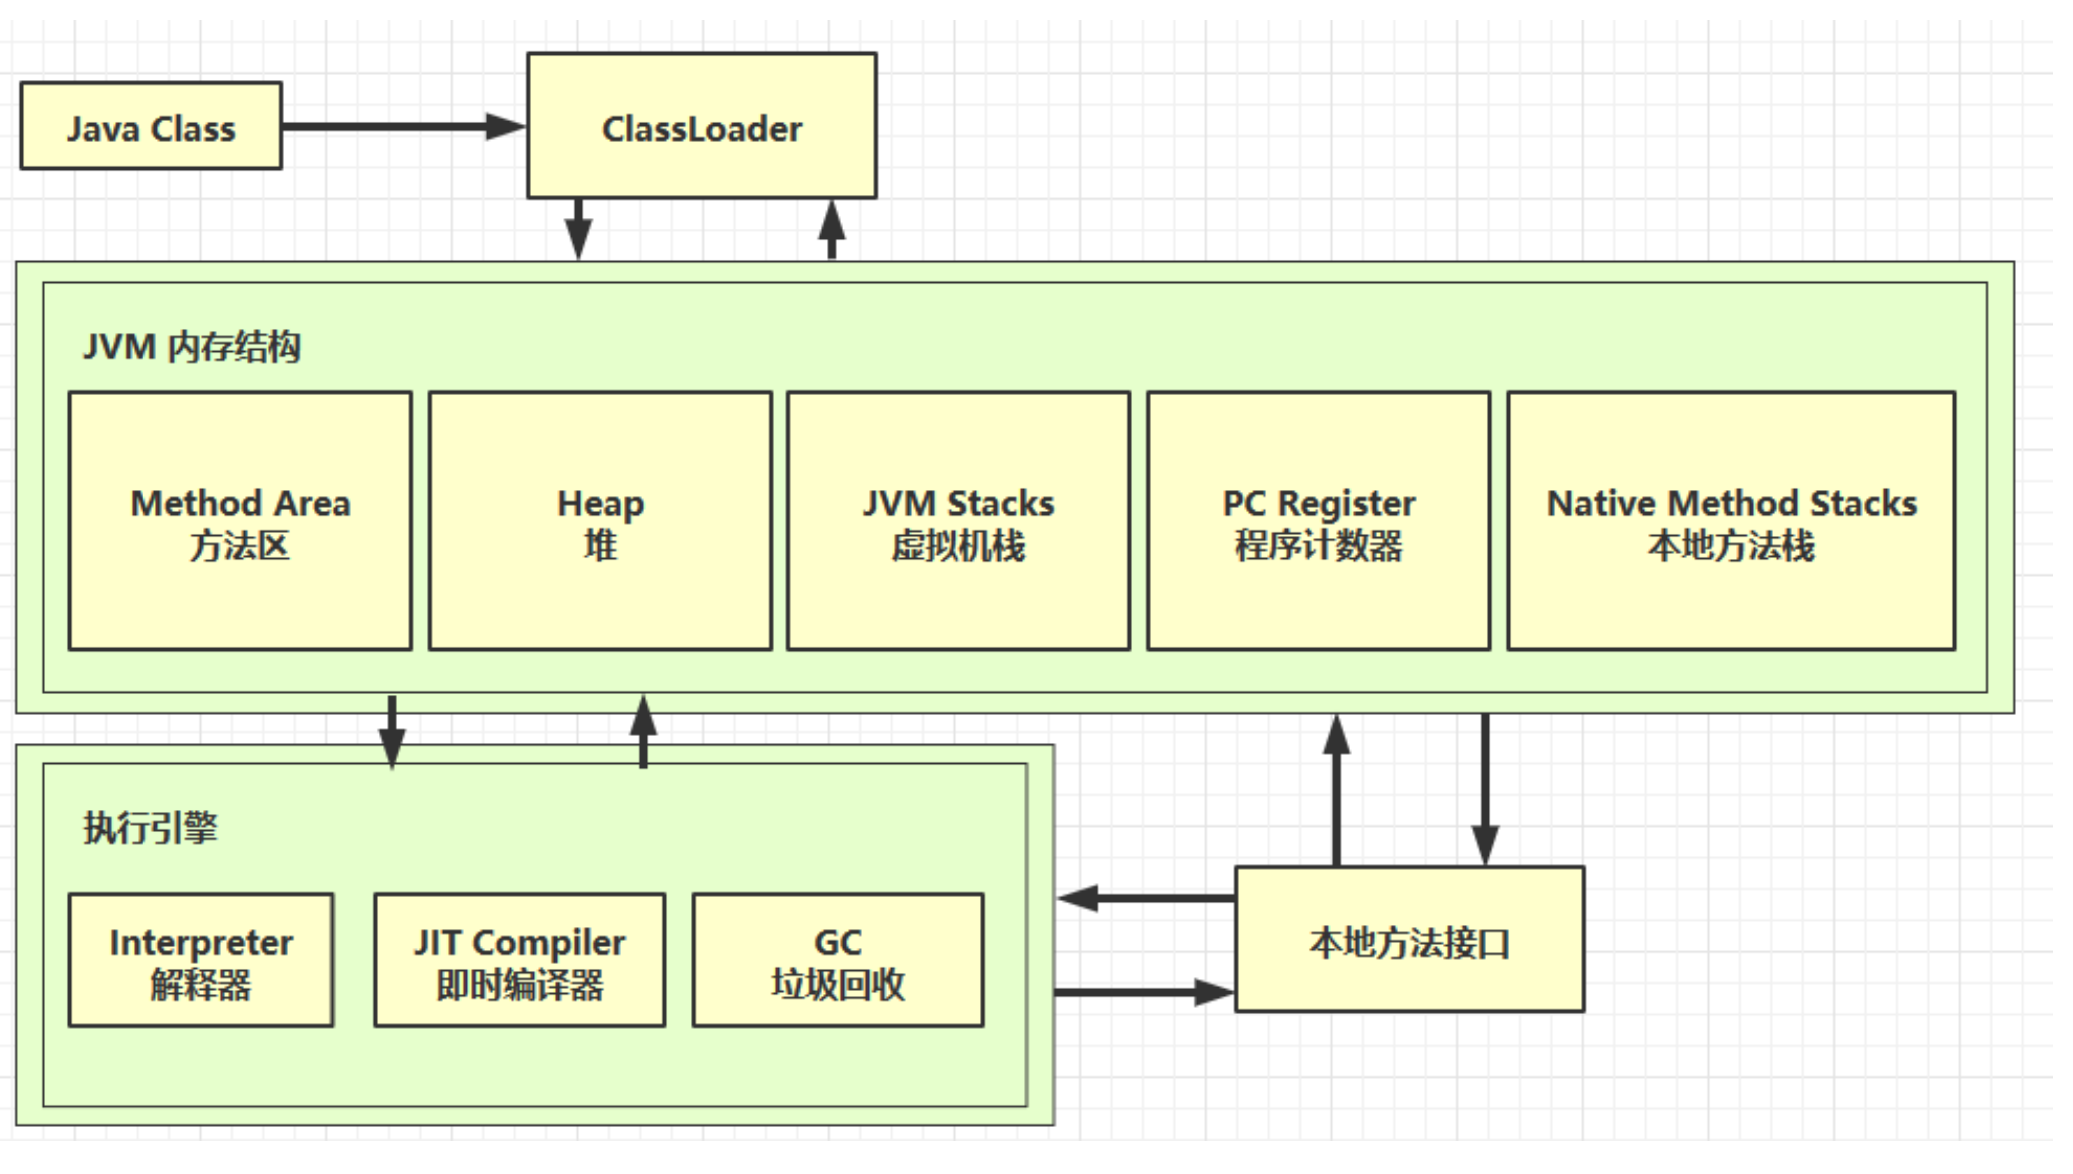 Java Class
ClassLoader
JVM 内存结构
Method Area
方法区
Heap
堆
JVM Stacks
虚拟机栈
PC Register
程序计数器
Native Method Stacks
本地方法栈
执行引擎
Interpreter
解释器
JIT Compiler
即时编译器
GC
垃圾回收
本地方法接口